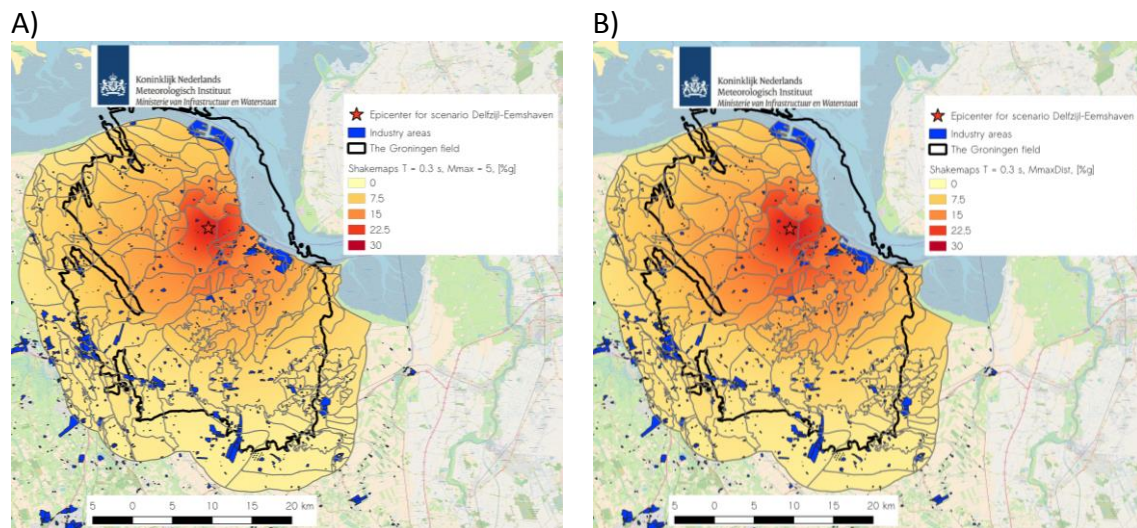 A)
Koninklijk Nederlands
Meteorologisch Instituut
Ministerie van Infrastructuur en Waterstaat
Epicenter for scenario Delfzijl-Eemshaven
Industry areas
The Groningen field
Shakemaps T = 0.3 s, Mmax = 5, [%g]
0
7.5
15
22.5
30
5 0 5 10 15 20 km
B)
Koninklijk Nederlands
Meteorologisch Instituut
Ministerie van Infrastructuur en Waterstaat
Epicenter for scenario Delfzijl-Eemshaven
Industry areas
The Groningen field
Shakemaps T = 0.3 s, MmaxDist, [%g]
0
7.5
15
22.5
30
5 0 5 10 15 20 km